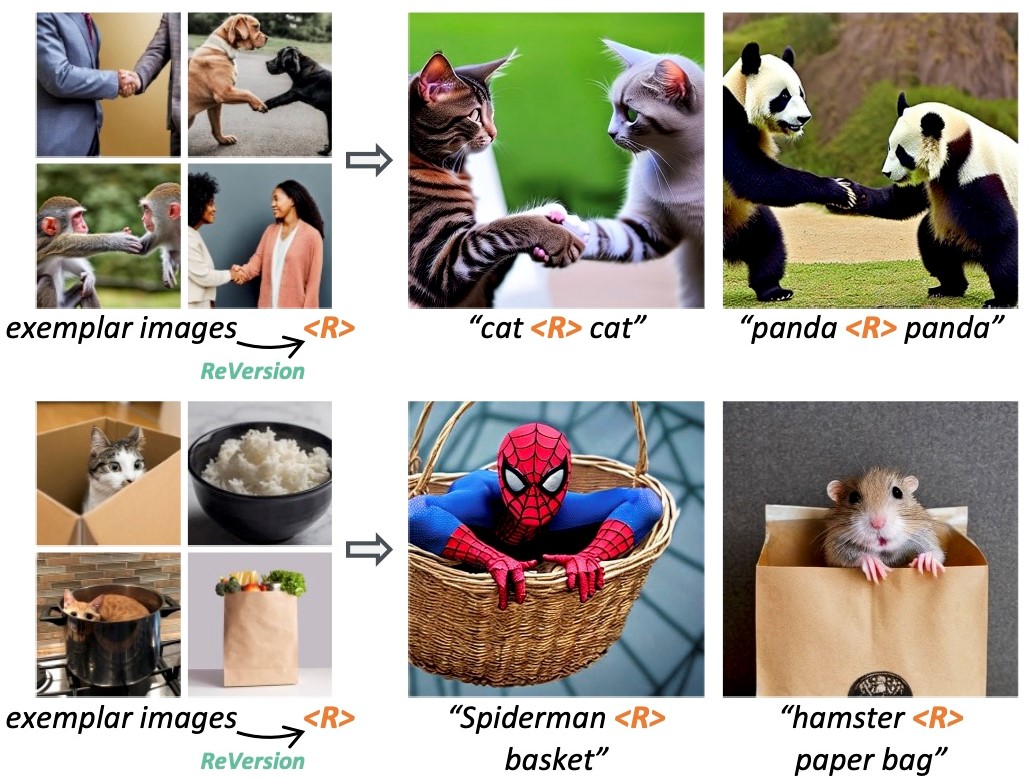 exemplar images <R>
ReVersion
“cat <R> cat”
“panda <R> panda”
exemplar images <R>
ReVersion
“Spiderman <R>
basket”
“hamster <R>
paper bag”